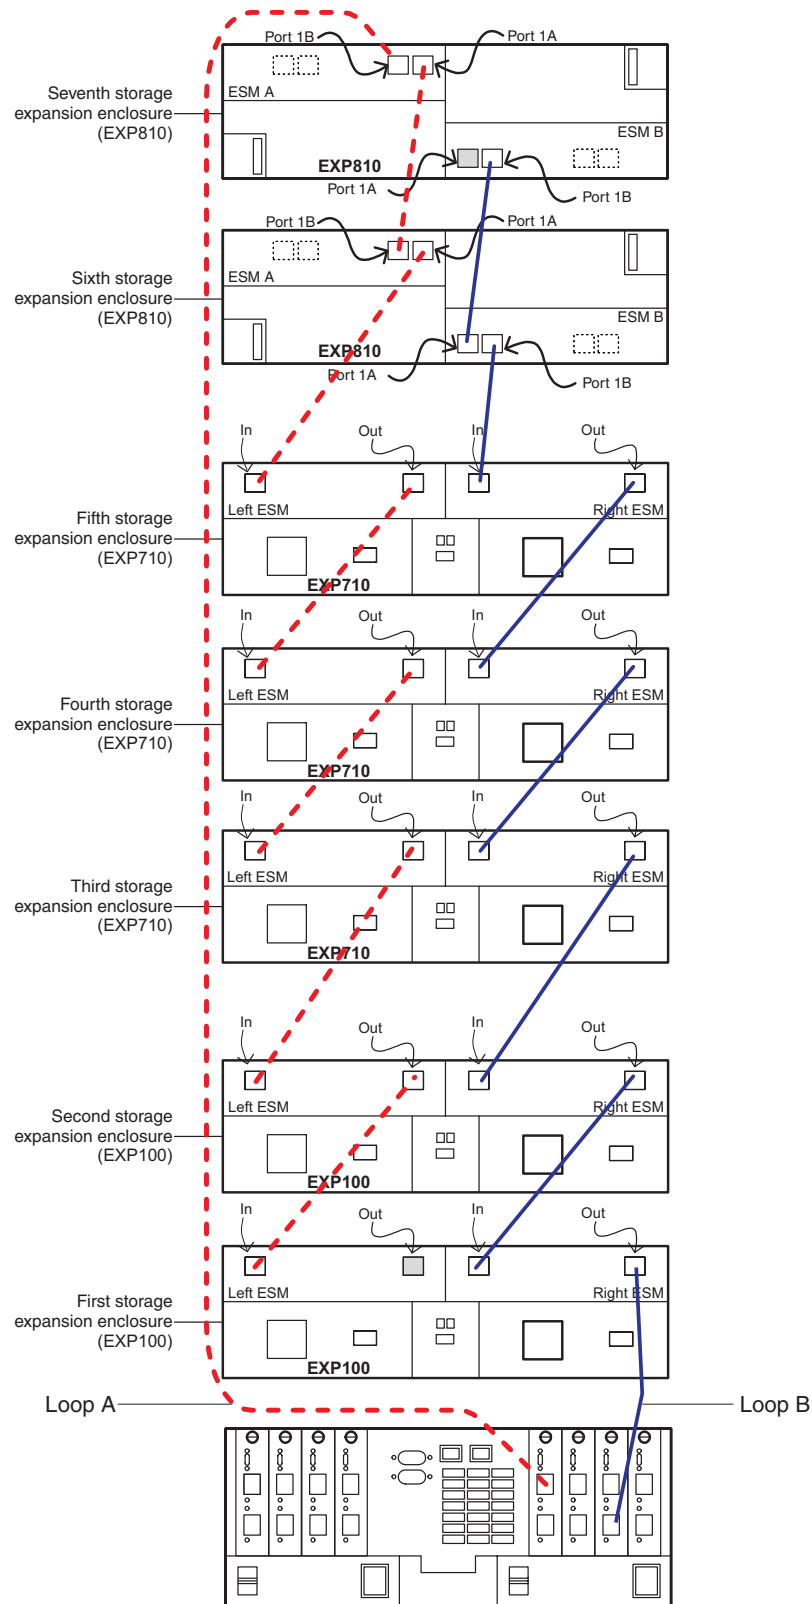 Port 1B
Port 1A
ESM A
Seventh storage
expansion enclosure
(EXP810)
ESM B
EXP810
Port 1A
Port 1B
Port 1B
Port 1A
ESM A
Sixth storage
expansion enclosure
(EXP810)
ESM B
EXP810
Port 1A
Port 1B
In
Out
In
Out
Left ESM
Right ESM
Fifth storage
expansion enclosure
(EXP710)
EXP710
In
Out
In
Out
Left ESM
Right ESM
Fourth storage
expansion enclosure
(EXP710)
EXP710
In
Out
In
Out
Left ESM
Right ESM
Third storage
expansion enclosure
(EXP710)
EXP710
In
Out
In
Out
Left ESM
Right ESM
Second storage
expansion enclosure
(EXP100)
EXP100
In
Out
In
Out
Left ESM
Right ESM
First storage
expansion enclosure
(EXP100)
EXP100
Loop A
Loop B